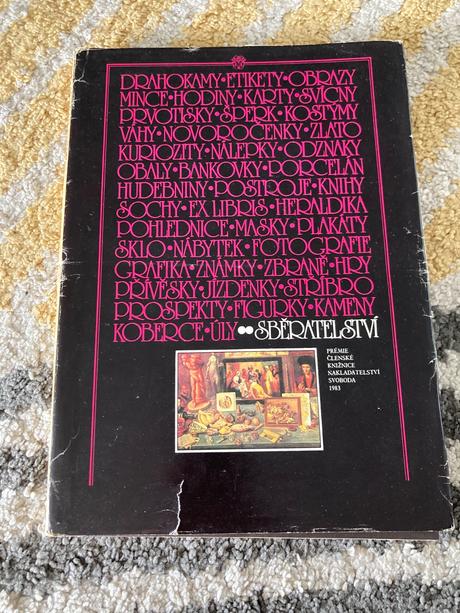 DRAHOKAMY•ETIKETY•OBRAZY
MINCE•HODINY•KARTY•SVÍCNY
PRVOTISKY•ŠPERK•KOSTÝMY
VÁHY•NOVOROČENKY•ZLATO
KURIOZITY•NÁLEPKY•ODZNAKY
OBALY•BANKOVKY•PORCELÁN
HUDEBNINY•POSTROJE•KNIHY
SOCHY•EX LIBRIS•HERALDIKA
POHLEDNICE•MASKY•PLAKÁTY
SKLO•NÁBYTEK•FOTOGRAFIE
GRAFIKA•ZNÁMKY•ZBRANĚ•HRY
PŘÍVĚSKY•JÍZDENKY•STŘÍBRO
PROSPEKTY•FIGURKY•KAMENY
KOBERCE•ÚLY••SBĚRATELSTVÍ
PRÉMIE
ČLENSKÉ
KNIŽNICE
NAKLADATELSTVÍ
SVOBODA
1983